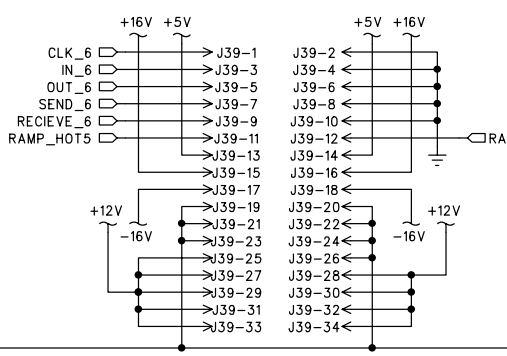 +16V +5V +5V +16V
CLK_6 J39-1 J39-2
IN_6 J39-3 J39-4
OUT_6 J39-5 J39-6
SEND_6 J39-7 J39-8
RECIEVE_6 J39-9 J39-10
RAMP_HOT5 J39-11 J39-12 RA
J39-13 J39-14
J39-15 J39-16
J39-17 J39-18
+12V J39-19 J39-20 +12V
J39-21 J39-22
-16V J39-23 J39-24 -16V
J39-25 J39-26
J39-27 J39-28
J39-29 J39-30
J39-31 J39-32
J39-33 J39-34